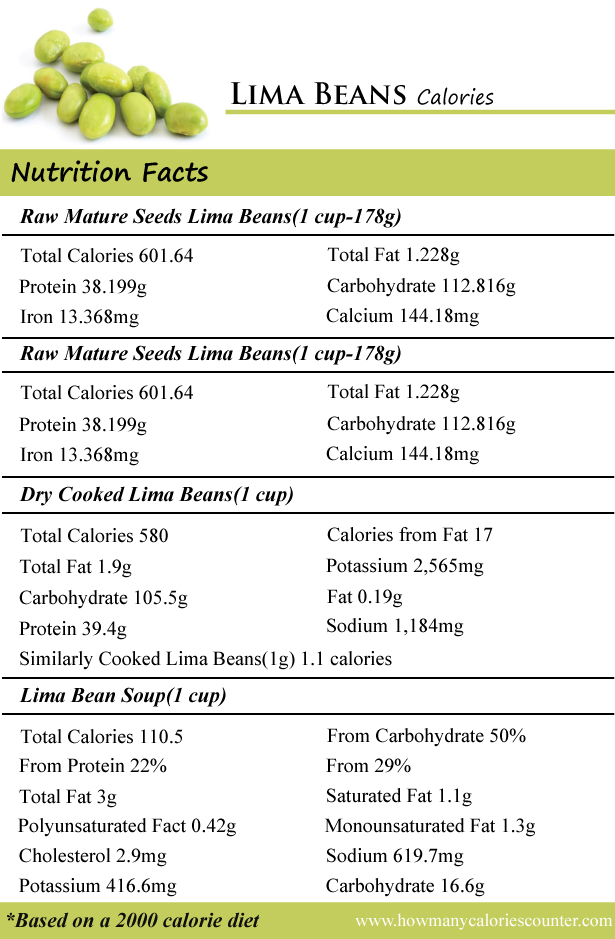 LIMA BEANS Calories
Nutrition Facts
Raw Mature Seeds Lima Beans(1 cup-178g)
Total Calories 601.64 Total Fat 1.228g
Protein 38.199g Carbohydrate 112.816g
Iron 13.368mg Calcium 144.18mg
Raw Mature Seeds Lima Beans(1 cup-178g)
Total Calories 601.64 Total Fat 1.228g
Protein 38.199g Carbohydrate 112.816g
Iron 13.368mg Calcium 144.18mg
Dry Cooked Lima Beans(1 cup)
Total Calories 580 Calories from Fat 17
Total Fat 1.9g Potassium 2,565mg
Carbohydrate 105.5g Fat 0.19g
Protein 39.4g Sodium 1,184mg
Similarly Cooked Lima Beans(1g) 1.1 calories
Lima Bean Soup(1 cup)
Total Calories 110.5 From Carbohydrate 50%
From Protein 22% From 29%
Total Fat 3g Saturated Fat 1.1g
Polyunsaturated Fact 0.42g Monounsaturated Fat 1.3g
Cholesterol 2.9mg Sodium 619.7mg
Potassium 416.6mg Carbohydrate 16.6g
*Based on a 2000 calorie diet www.howmanycaloriescounter.com